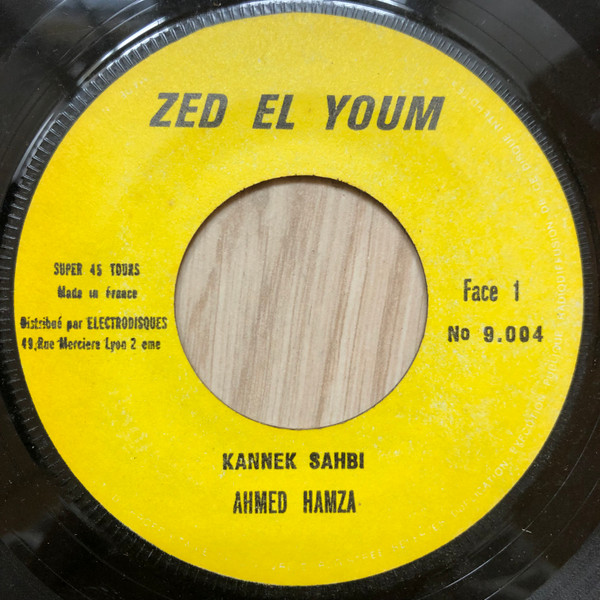 ZED EL YOUM
SUPER 45 TOURS
Made in France
Distribué par ELECTRODISQUES
49, Rue Merciere Lyon 2 eme
Face 1
No 9.004
KANNEK SAHBI
AHMED HAMZA